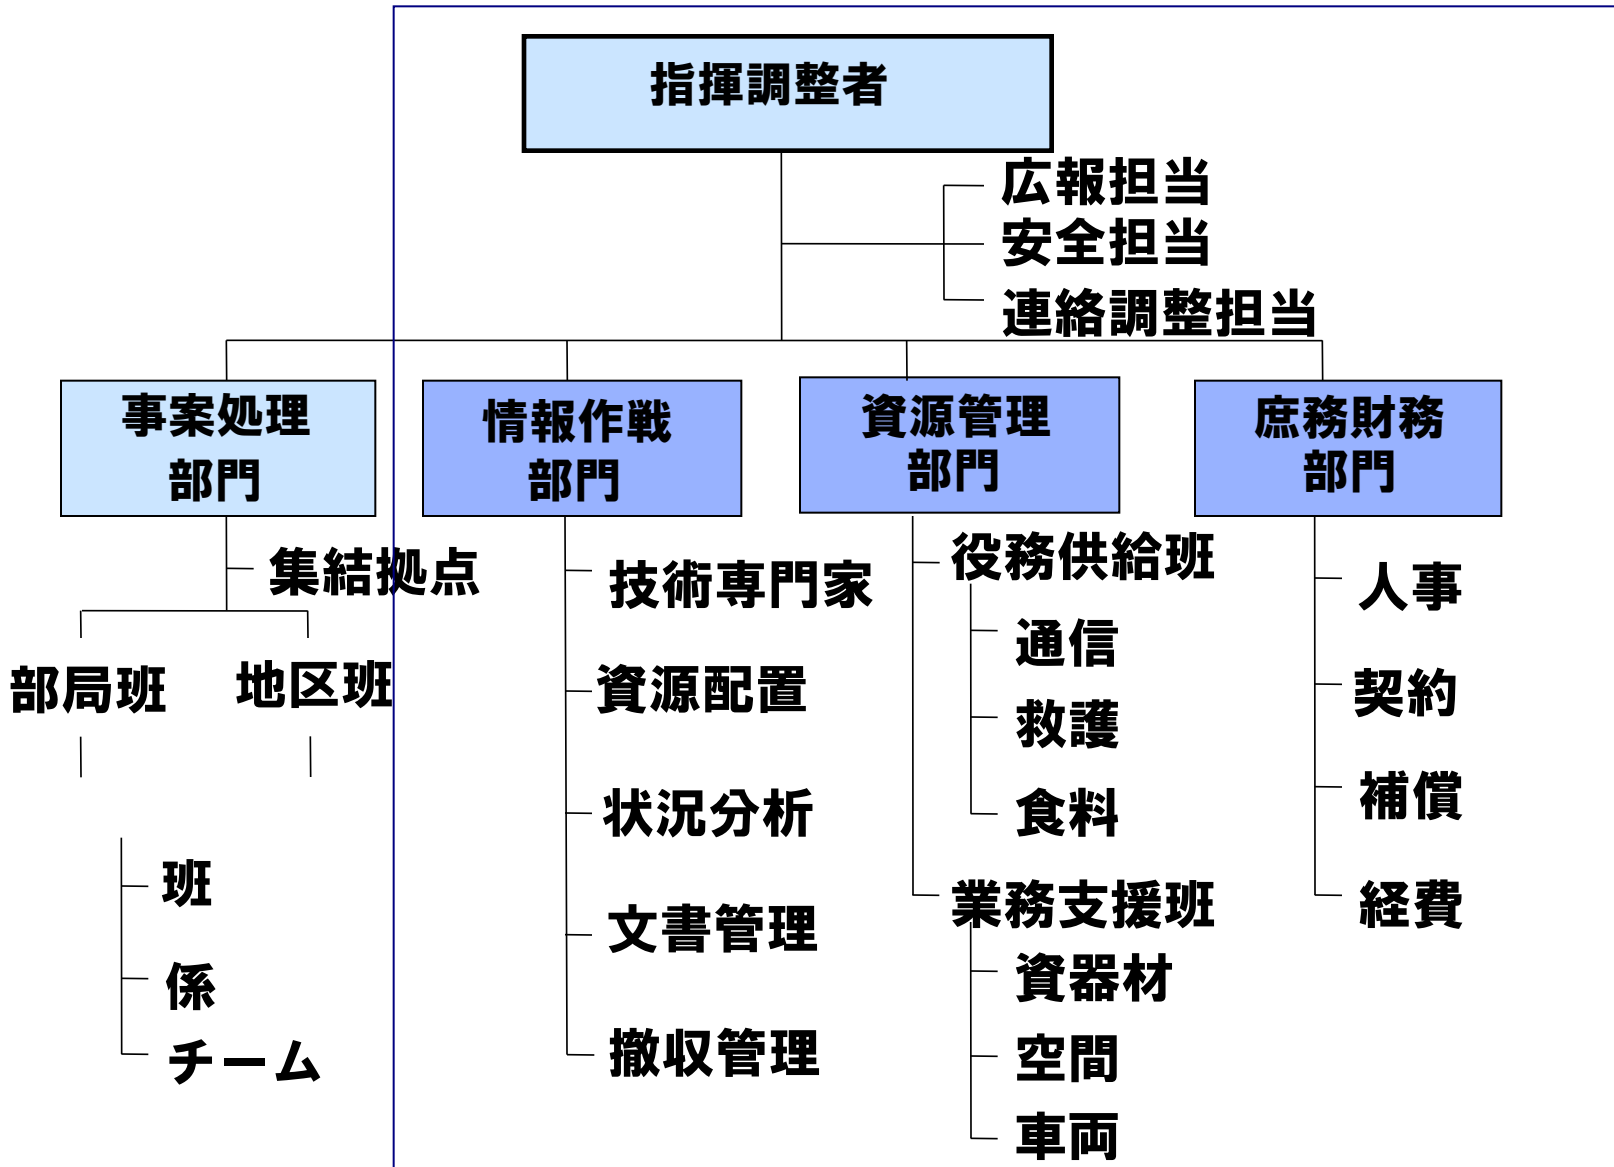 指揮調整者
広報担当
安全担当
連絡調整担当
事案処理
部門
情報作戦
部門
資源管理
部門
庶務財務
部門
集結拠点
部局班
地区班
班
係
チーム
技術専門家
資源配置
状況分析
文書管理
撤収管理
役務供給班
通信
救護
食料
業務支援班
資器材
空間
車両
人事
契約
補償
経費